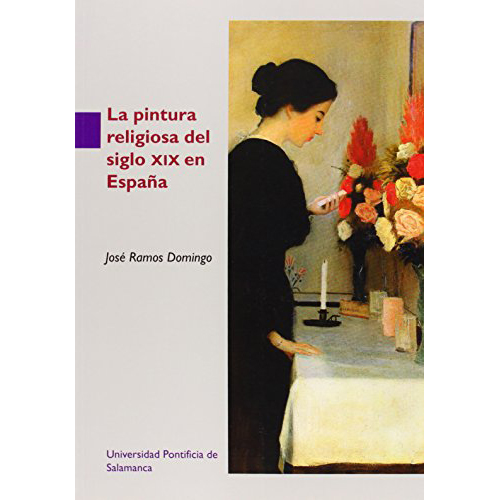 La pintura
religiosa del
siglo XIX en
España
José Ramos Domingo
Universidad Pontificia de
Salamanca